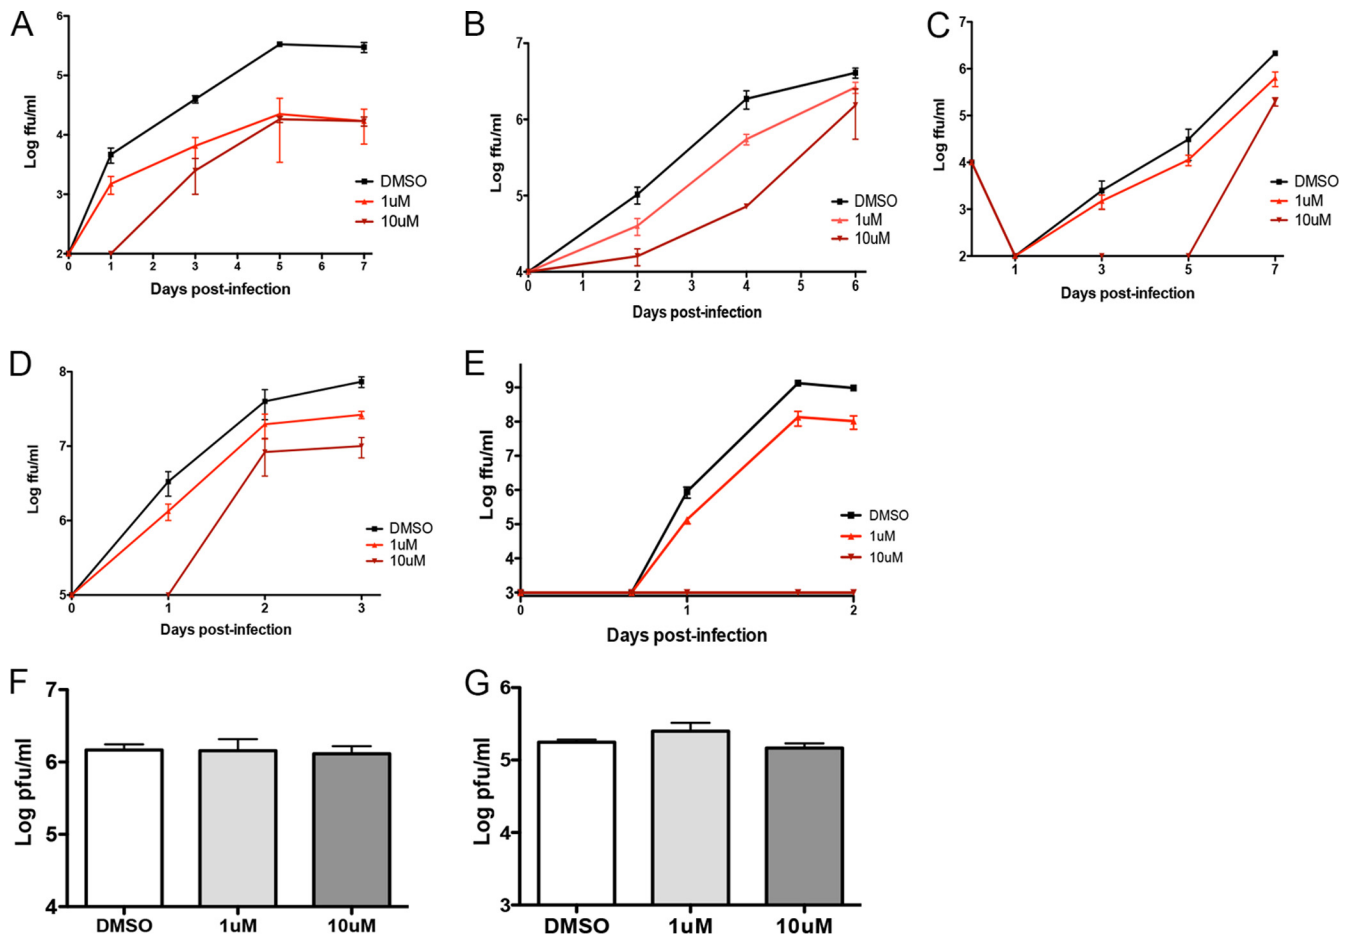 A
6
5
4
3
2
Log ffu/ml
0 1 2 3 4 5 6 7
Days post-infection
DMSO
1uM
10uM
B
7
6
5
4
Log ffu/ml
0 1 2 3 4 5 6
Days post-infection
DMSO
1uM
10uM
C
7
6
5
4
3
2
Log ffu/ml
1 3 5 7
Days post-infection
DMSO
1uM
10uM
D
8
7
6
5
Log ffu/ml
0 1 2 3
Days post-infection
DMSO
1uM
10uM
E
9
8
7
6
5
4
3
Log ffu/ml
0 1 2
Days post-infection
DMSO
1uM
10uM
F
7
6
5
4
Log pfu/ml
DMSO 1uM 10uM
G
6
5
4
3
Log pfu/ml
DMSO 1uM 10uM